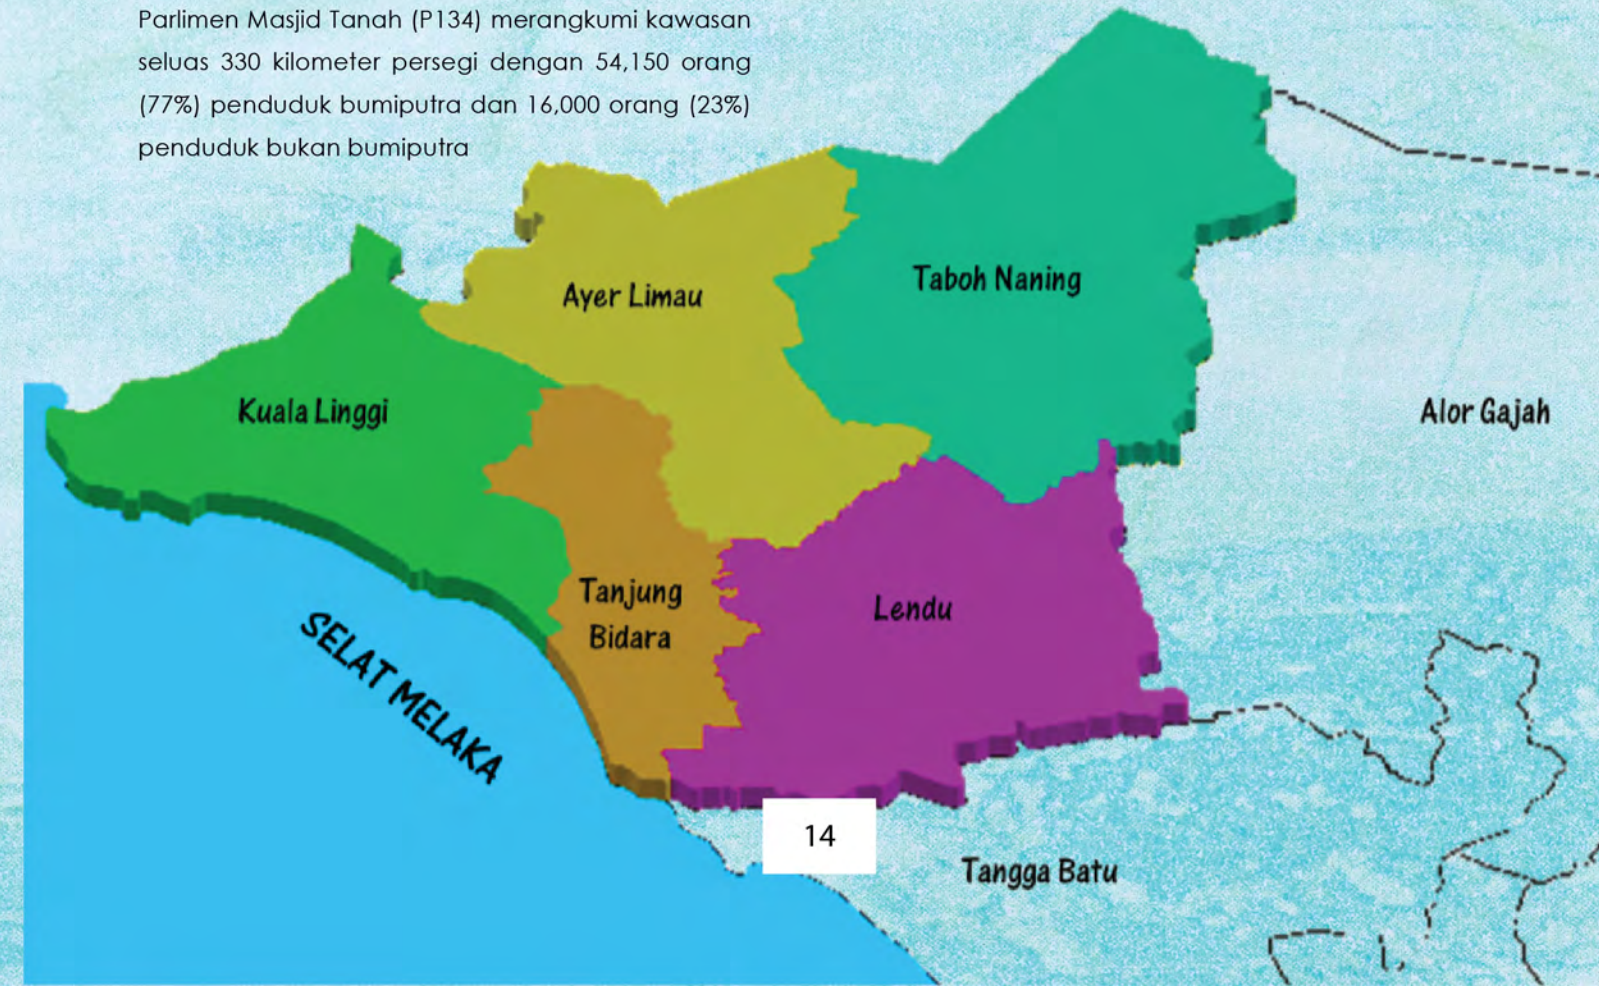 Parlimen Masjid Tanah (P134) merangkumi kawasan
seluas 330 kilometer persegi dengan 54,150 orang
(77%) penduduk bumiputra dan 16,000 orang (23%)
penduduk bukan bumiputra
Taboh Naning
Ayer Limau
Kuala Linggi
Alor Gajah
Tanjung
Bidara
Lendu
SELAT MELAKA
14
Tangga Batu